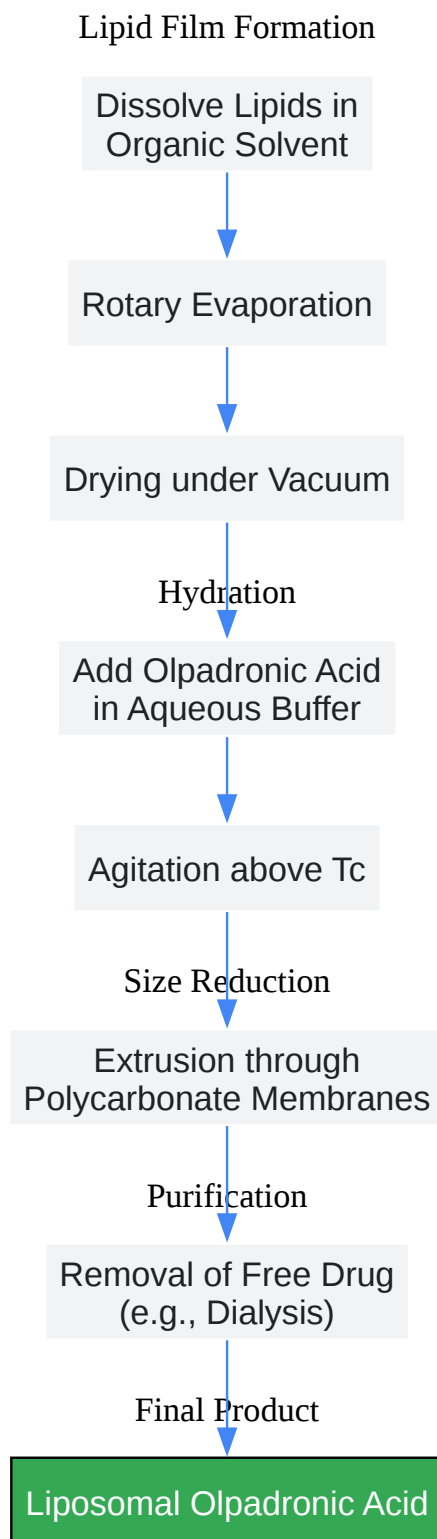 Lipid Film Formation
Dissolve Lipids in
Organic Solvent
Rotary Evaporation
Drying under Vacuum
Hydration
Add Olpadronic Acid
in Aqueous Buffer
Agitation above Tc
Size Reduction
Extrusion through
Polycarbonate Membranes
Purification
Removal of Free Drug
(e.g., Dialysis)
Final Product
Liposomal Olpadronic Acid